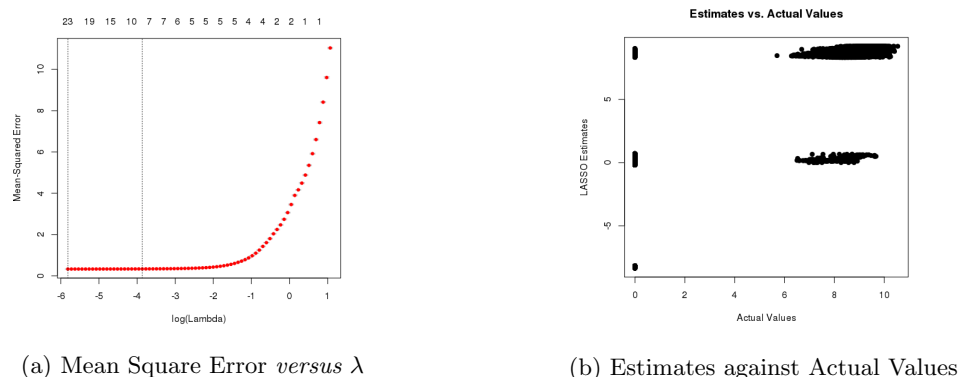 23 19 15 10 7 7 6 5 5 5 4 4 2 2 2 1 1
Mean-Squared Error
0 2 4 6 8 10
-6 -5 -4 -3 -2 -1 0 1
log(Lambda)
(a) Mean Square Error versus λ
Estimates vs. Actual Values
LASSO Estimates
-5 0 5
0 2 4 6 8 10
Actual Values
(b) Estimates against Actual Values